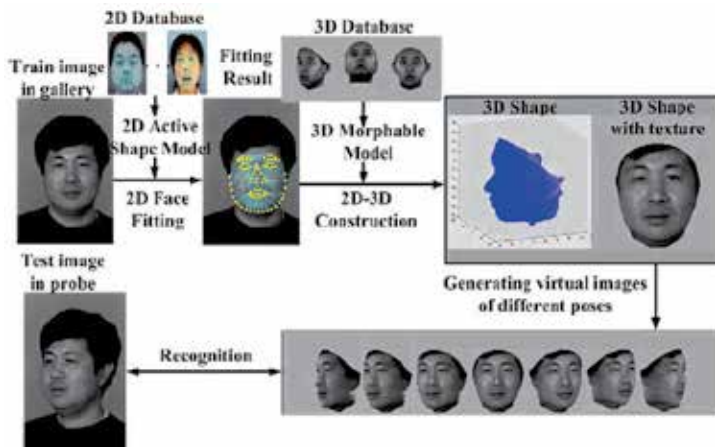 2D Database
3D Database
Train image
in gallery
Fitting
Result
2D Active
Shape Model
2D Face
Fitting
3D Morphable
Model
2D-3D
Construction
3D Shape
3D Shape
with texture
Test image
in probe
Generating virtual images
of different poses
Recognition